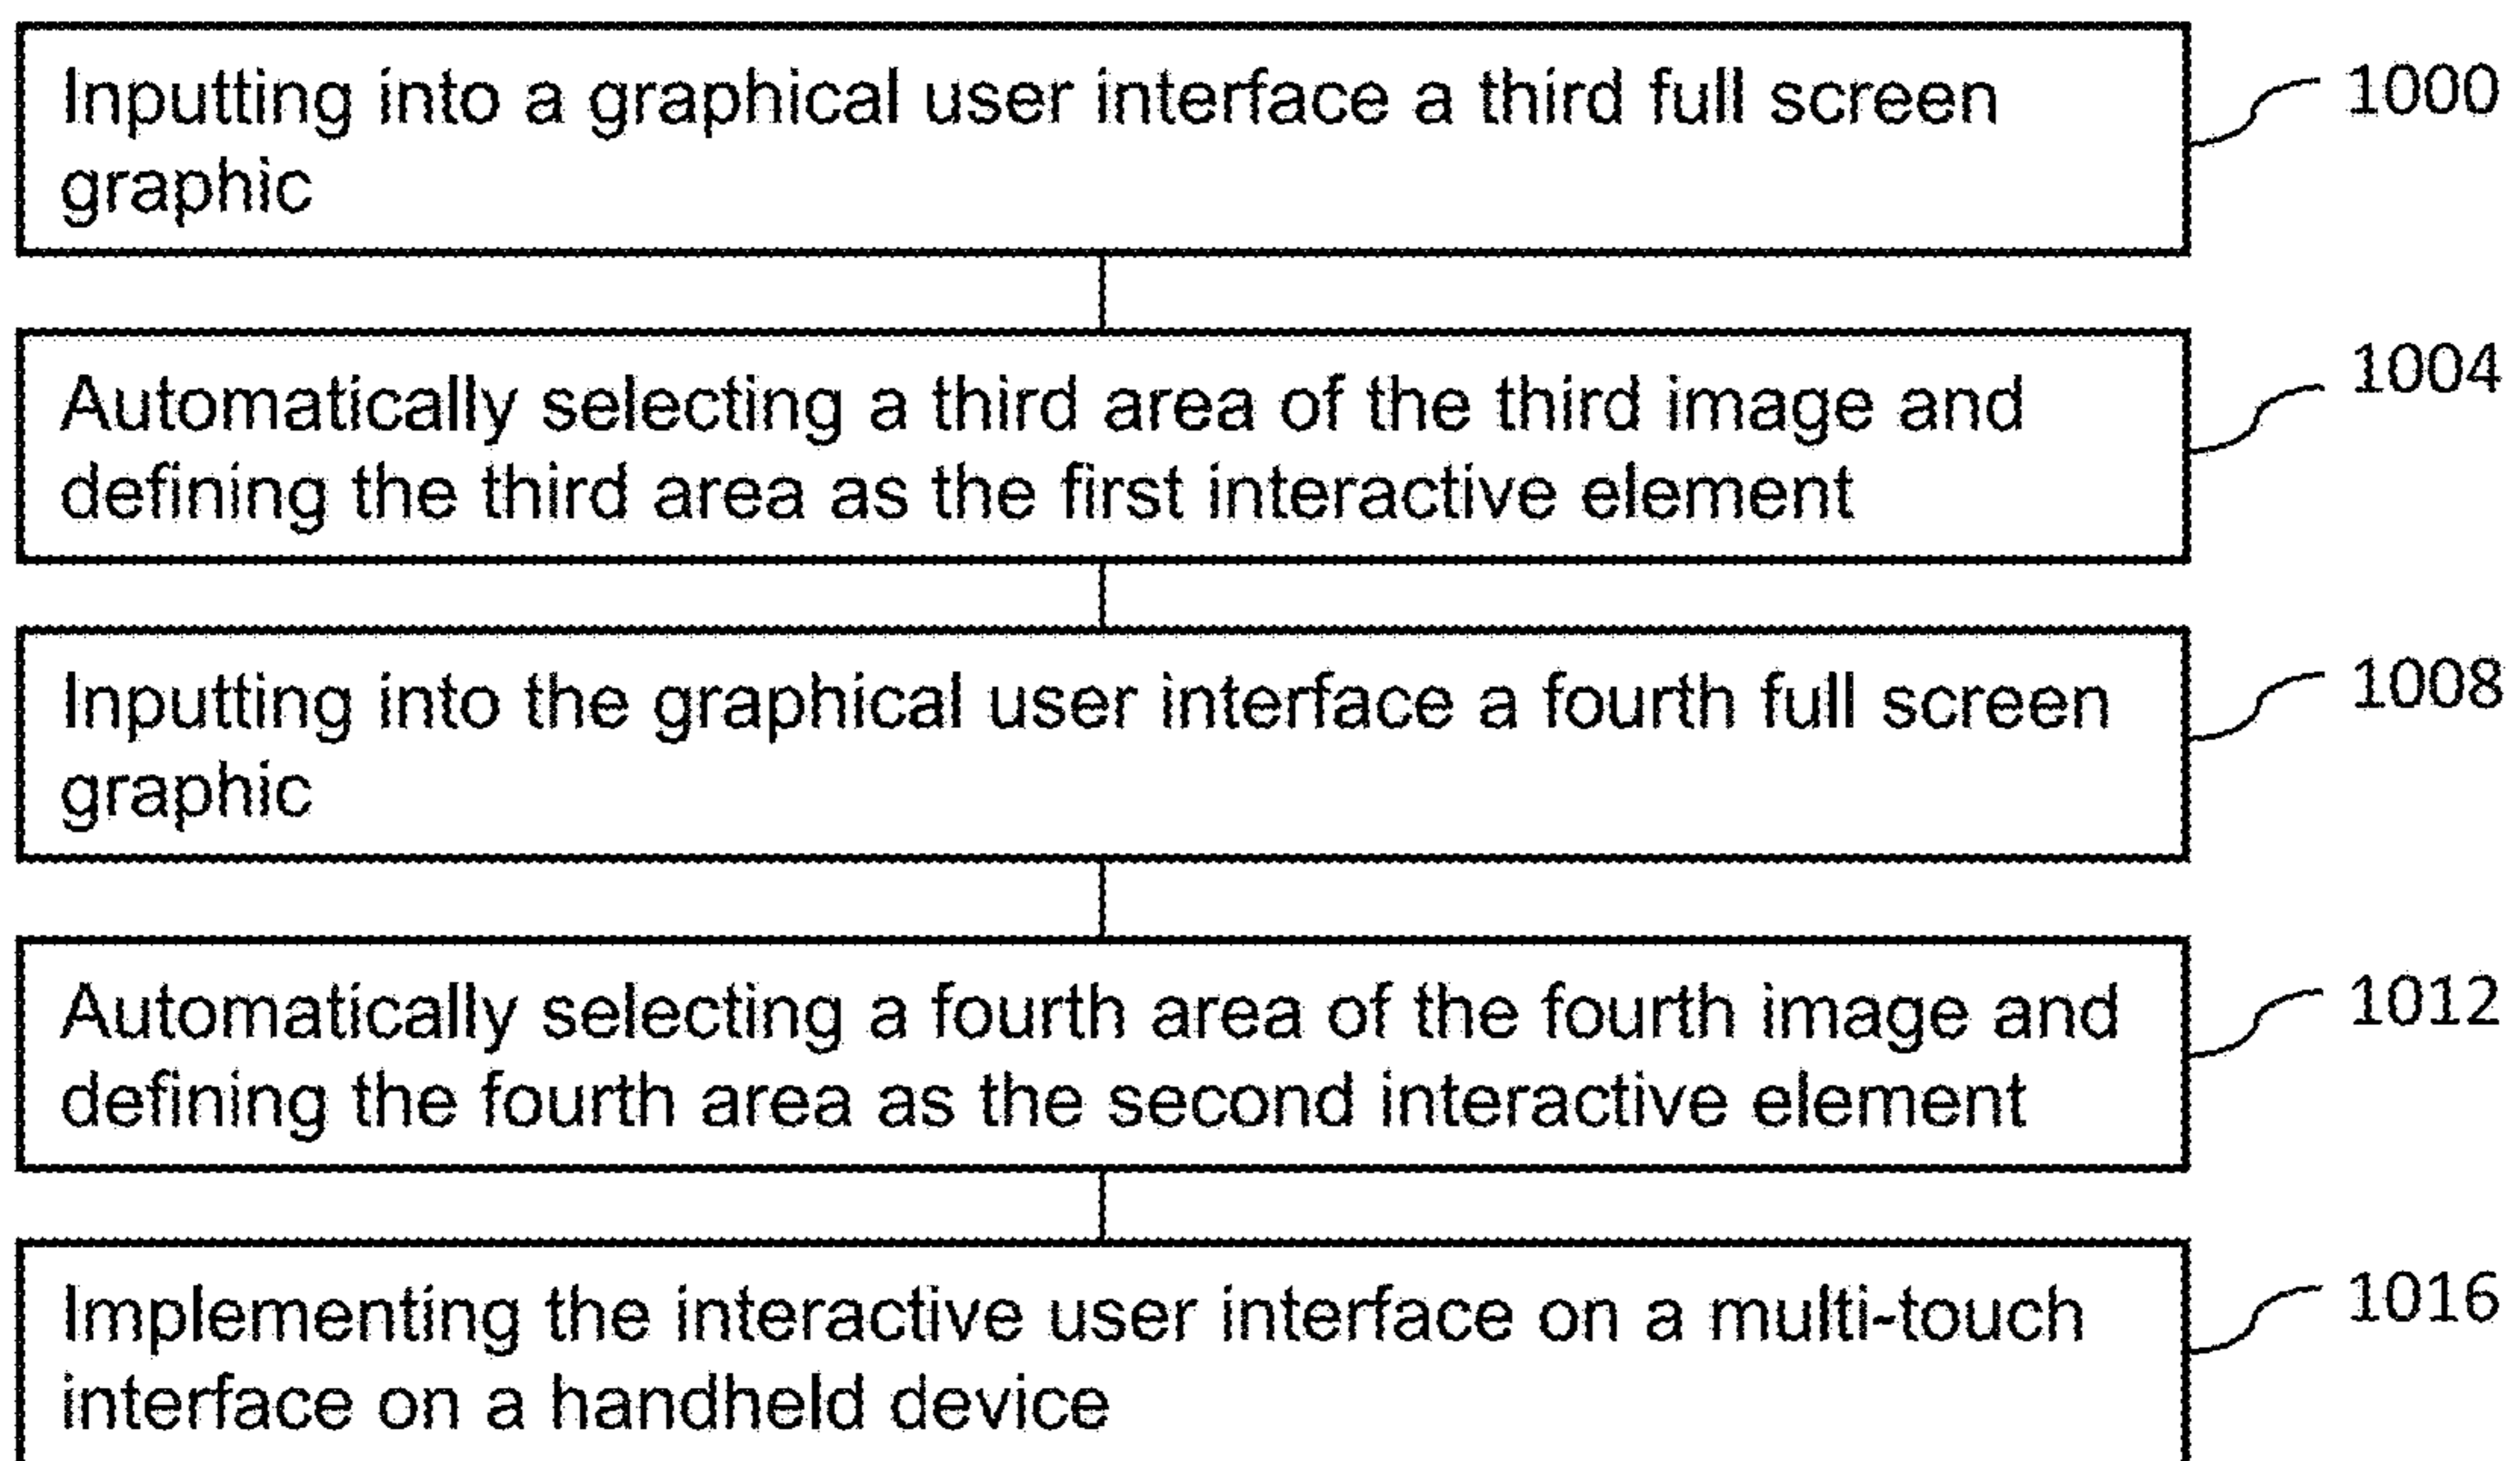 Inputting into a graphical user interface a third full screen
graphic
1000
Automatically selecting a third area of the third image and
defining the third area as the first interactive element
1004
Inputting into the graphical user interface a fourth full screen
graphic
1008
Automatically selecting a fourth area of the fourth image and
defining the fourth area as the second interactive element
1012
Implementing the interactive user interface on a multi-touch
interface on a handheld device
1016